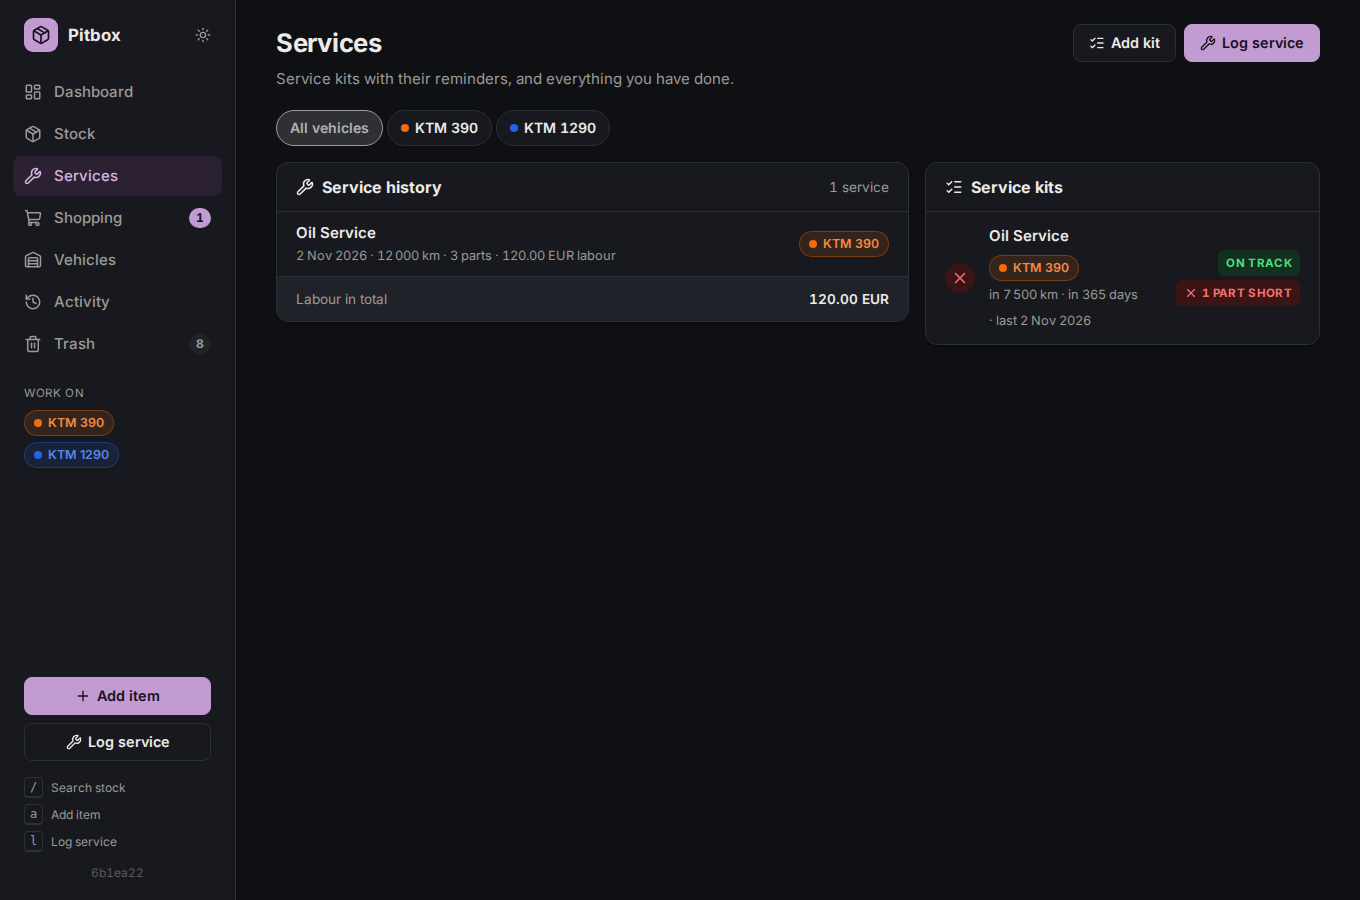 Pitbox
Dashboard
Stock
Services
Shopping 1
Vehicles
Activity
Trash 8
WORK ON
KTM 390
KTM 1290
Add item
Log service
/ Search stock
a Add item
l Log service
6b1ea22
Services
Service kits with their reminders, and everything you have done.
Add kit
Log service
All vehicles KTM 390 KTM 1290
Service history 1 service
Oil Service
2 Nov 2026 · 12 000 km · 3 parts · 120.00 EUR labour
KTM 390
Labour in total 120.00 EUR
Service kits
Oil Service
KTM 390
in 7 500 km · in 365 days
· last 2 Nov 2026
ON TRACK
1 PART SHORT